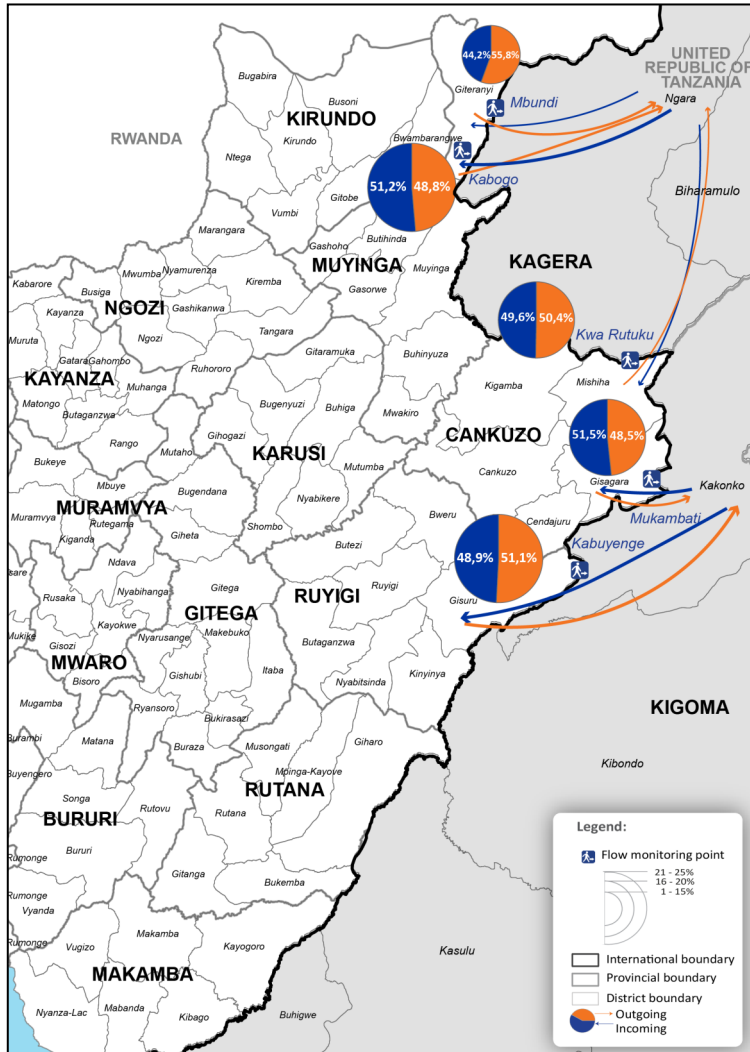 44,2%
55,8%
UNITED
REPUBLIC OF
TANZANIA
Bugabira
Giteranyi
Ngara
Mbundi
Busoni
KIRUNDO
RWANDA
Kirundo
Bwambarangwe
Ntega
Kabogo
51,2%
48,8%
Biharamulo
Vumbi
Gitobe
Marangara
Gashoho
Butihinda
KAGERA
MUYINGA
Muyinga
Kabarore
Mwumba
Nyamurenza
Busiga
Kiremba
Gasorwe
NGOZI
Gashikanwa
Kayanza
49,6%
50,4%
Muruta
Ngozi
Tangara
Kwa Rutuku
Gatara
Gahombo
Gitaramuka
Buhinyuza
KAYANZA
Ruhororo
Muhanga
Kigamba
Mishiha
Matongo
Butaganzwa
Bugenyuzi
Buhiga
Mwakiro
Rango
Mutaho
Gihogazi
CANKUZO
51,5%
48,5%
KARUSI
Bukeye
Mutumba
Cankuzo
Mbuye
Bugendana
Nyabikere
Gisagara
Kakonko
MURAMVYA
Muramvya
Rutegama
Mukambati
Kiganda
Giheta
Shombo
Bweru
Cendajuru
Kabuyenge
Butezi
48,9%
51,1%
Ndava
Rusaka
Nyabihanga
Gitega
RUYIGI
Ruyigi
Gisuru
GITEGA
Kayokwe
Mukike
Nyarusange
Makebuko
Gisozi
Butaganzwa
MWARO
Gishubi
Itaba
Kinyinya
Bisoro
Nyabitsinda
Mugamba
Ryansoro
Bukirasazi
KIGOMA
Matana
Buraza
Musongati
Giharo
Mpinga-Kayove
Kibondo
RUTANA
Songa
Rutovu
BURURI
Rutana
Bururi
Gitanga
Bukemba
Vyanda
Vugizo
Makamba
Kayogoro
Kasulu
MAKAMBA
Nyanza-Lac
Mabanda
Kibago
Buhigwe
Legend:
Flow monitoring point
21 - 25%
16 - 20%
1 - 15%
International boundary
Provincial boundary
District boundary
Outgoing
Incoming